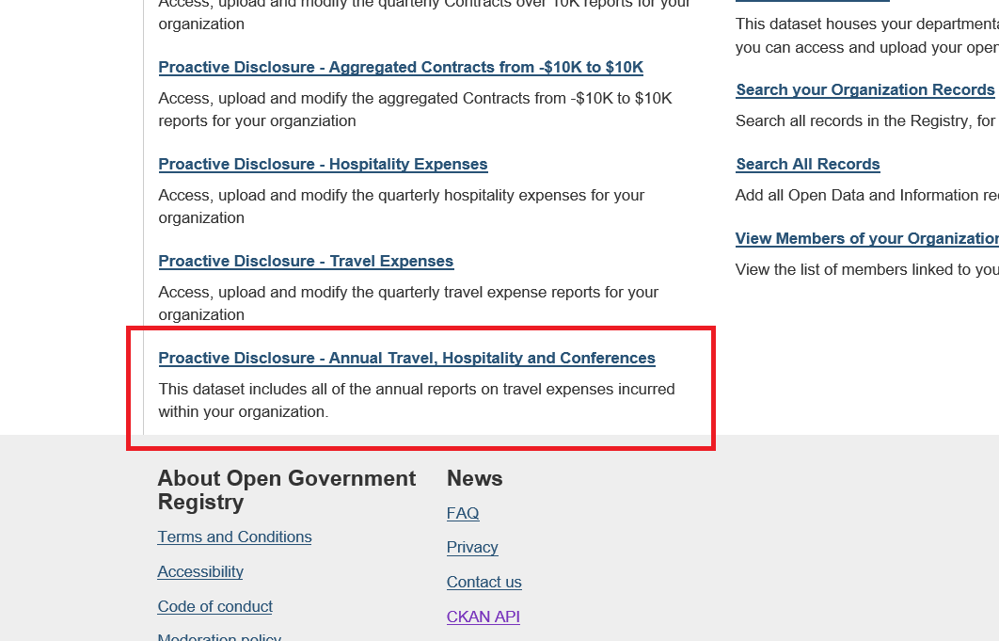 Access, upload and modify the quarterly Contracts over 10K reports for your
organization
Proactive Disclosure - Aggregated Contracts from -$10K to $10K
Access, upload and modify the aggregated Contracts from -$10K to $10K
reports for your organziation
Proactive Disclosure - Hospitality Expenses
Access, upload and modify the quarterly hospitality expenses for your
organization
Proactive Disclosure - Travel Expenses
Access, upload and modify the quarterly travel expense reports for your
organization
Proactive Disclosure - Annual Travel, Hospitality and Conferences
This dataset includes all of the annual reports on travel expenses incurred
within your organization.
This dataset houses your departmenta
you can access and upload your oper
Search your Organization Records
Search all records in the Registry, for
Search All Records
Add all Open Data and Information re
View Members of your Organization
View the list of members linked to you
About Open Government
Registry
Terms and Conditions
Accessibility
Code of conduct
Moderation policy
News
FAQ
Privacy
Contact us
CKAN API